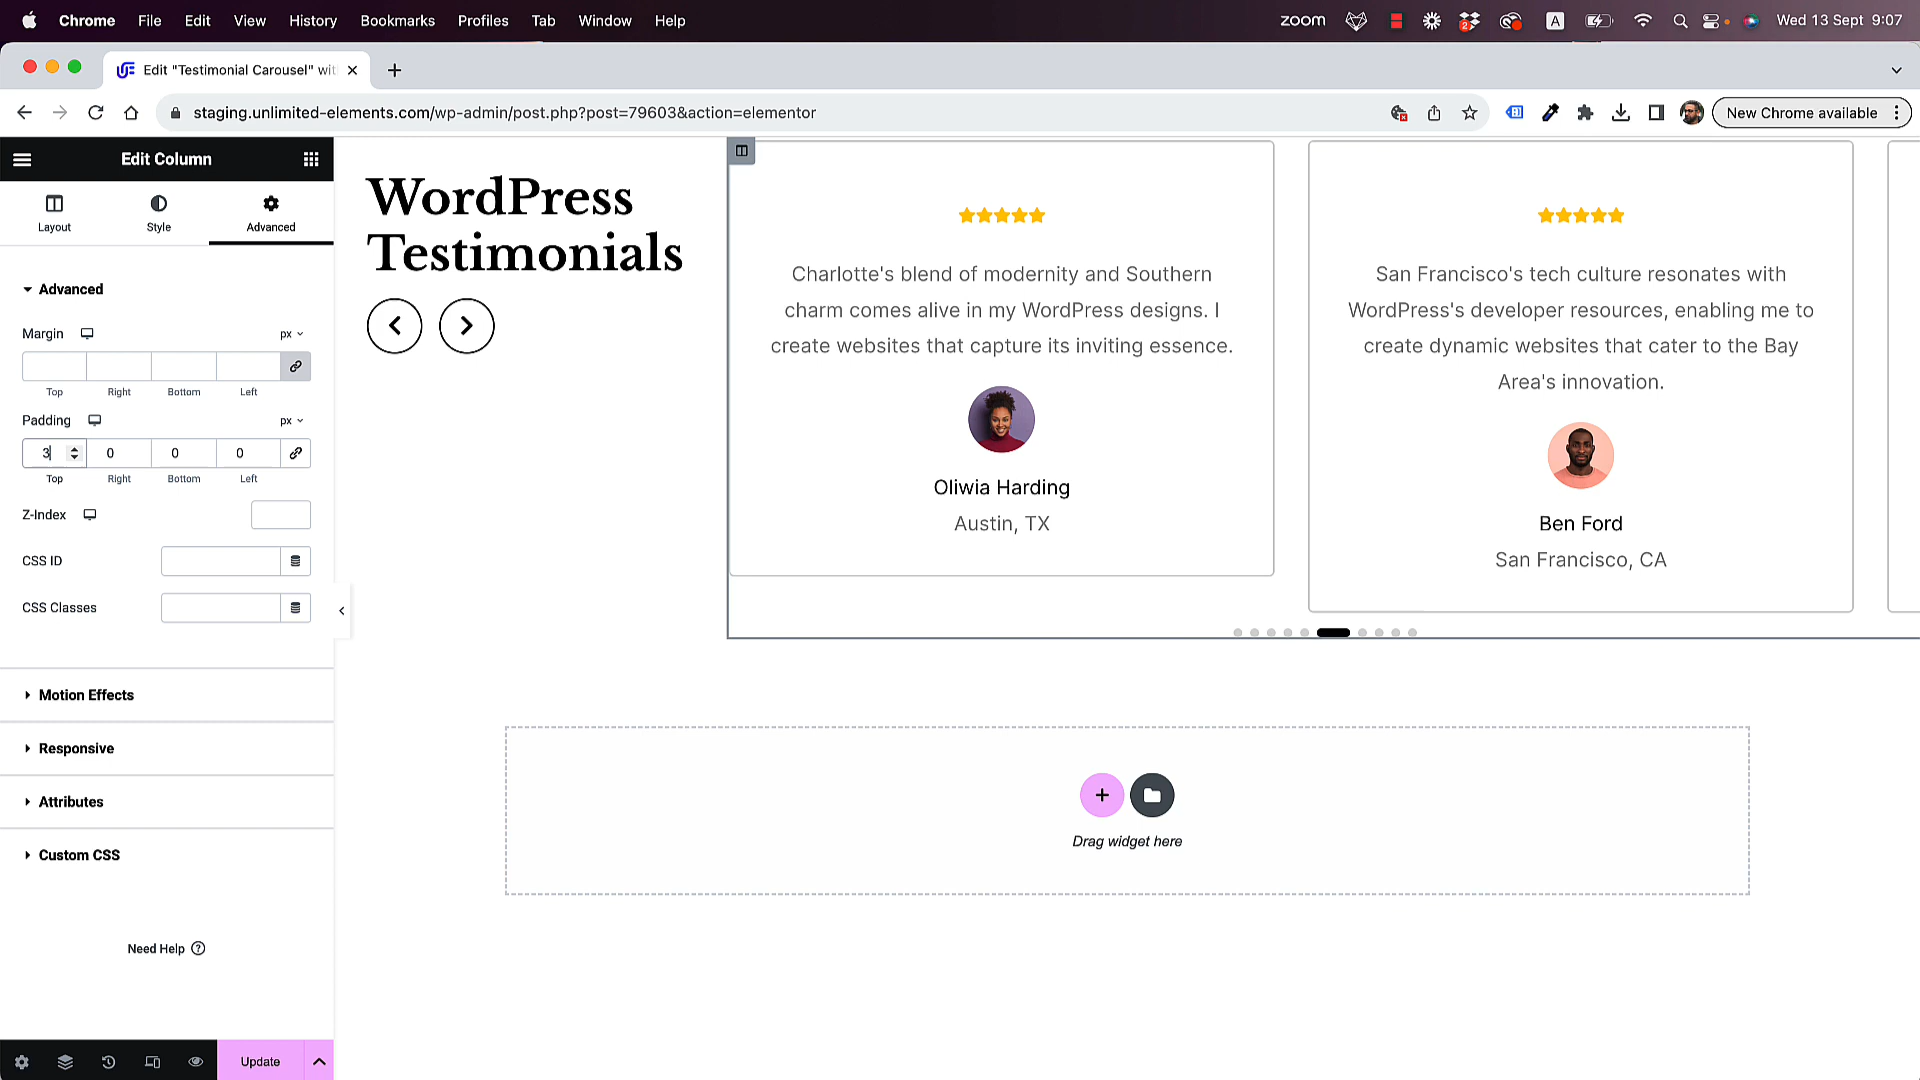 Chrome File Edit View History Bookmarks Profiles Tab Window Help
zoom 2 A Wed 13 Sept 9:07
Edit "Testimonial Carousel" wit
staging.unlimited-elements.com/wp-admin/post.php?post=79603&action=elementor
New Chrome available
Edit Column
Layout Style Advanced
Advanced
Margin px
Top Right Bottom Left
Padding px
3 0 0 0
Top Right Bottom Left
Z-Index
CSS ID
CSS Classes
Motion Effects
Responsive
Attributes
Custom CSS
Need Help ?
Update
WordPress
Testimonials
Charlotte's blend of modernity and Southern
charm comes alive in my WordPress designs. I
create websites that capture its inviting essence.
Oliwia Harding
Austin, TX
San Francisco's tech culture resonates with
WordPress's developer resources, enabling me to
create dynamic websites that cater to the Bay
Area's innovation.
Ben Ford
San Francisco, CA
Drag widget here